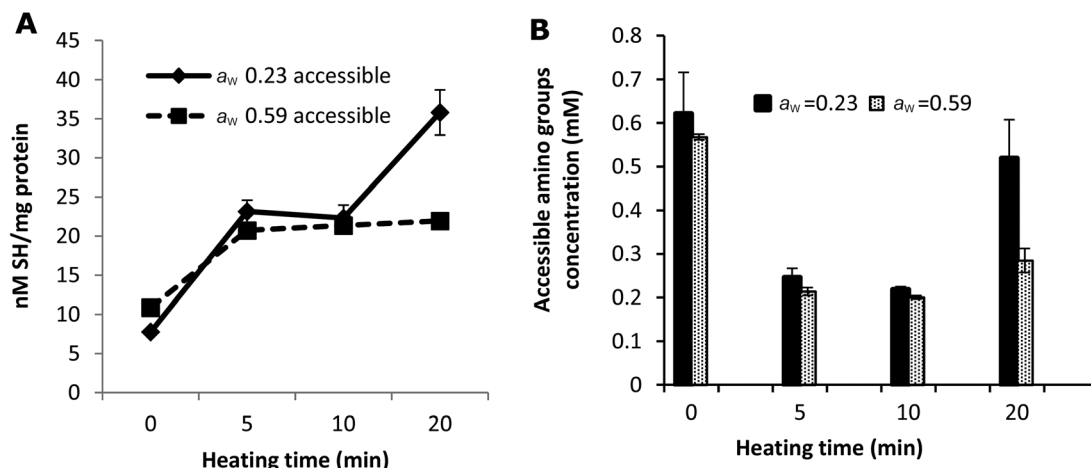 A
45
40
35
30
25
20
15
10
5
0
nM SH/mg protein
aw 0.23 accessible
aw 0.59 accessible
0 5 10 20
Heating time (min)
B
0.8
0.7
0.6
0.5
0.4
0.3
0.2
0.1
0
Accessible amino groups
concentration (mM)
aw=0.23 aw=0.59
0 5 10 20
Heating time (min)